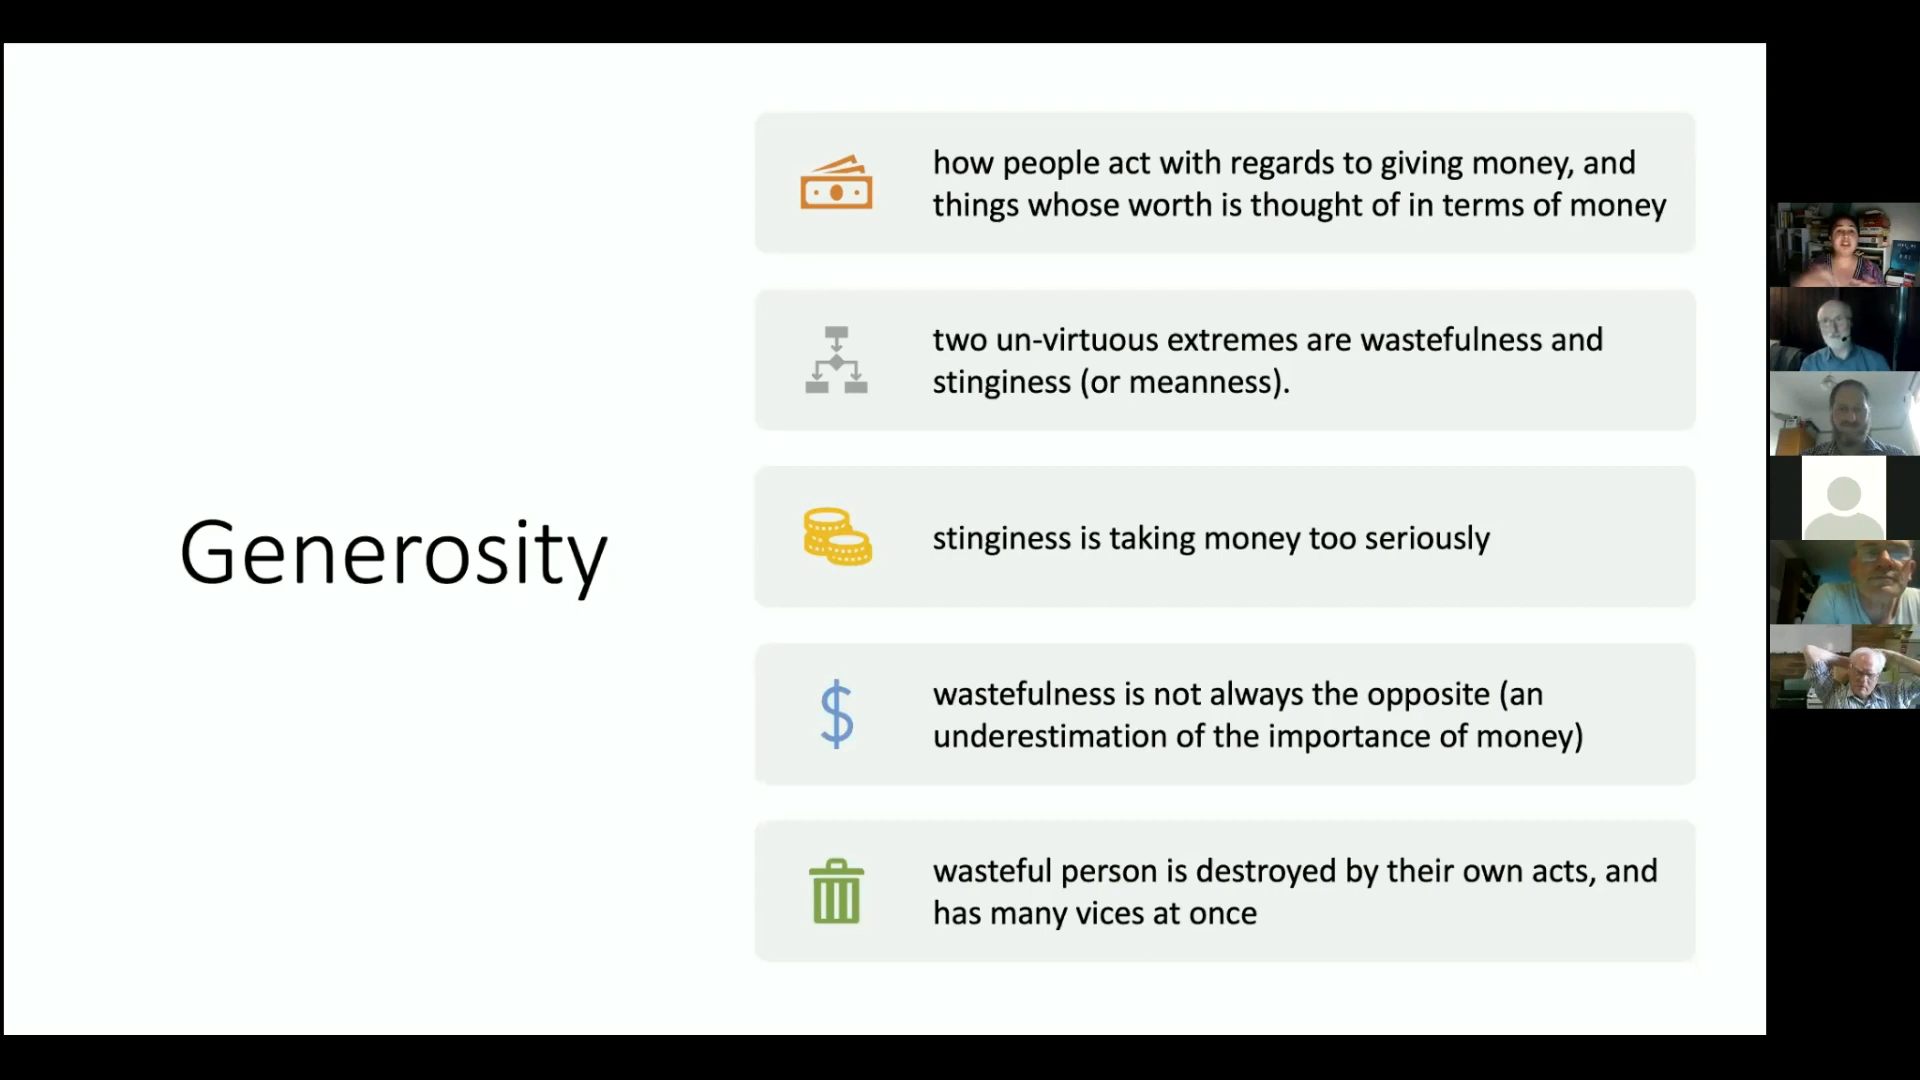 Generosity
how people act with regards to giving money, and
things whose worth is thought of in terms of money
two un-virtuous extremes are wastefulness and
stinginess (or meanness).
stinginess is taking money too seriously
wastefulness is not always the opposite (an
underestimation of the importance of money)
wasteful person is destroyed by their own acts, and
has many vices at once